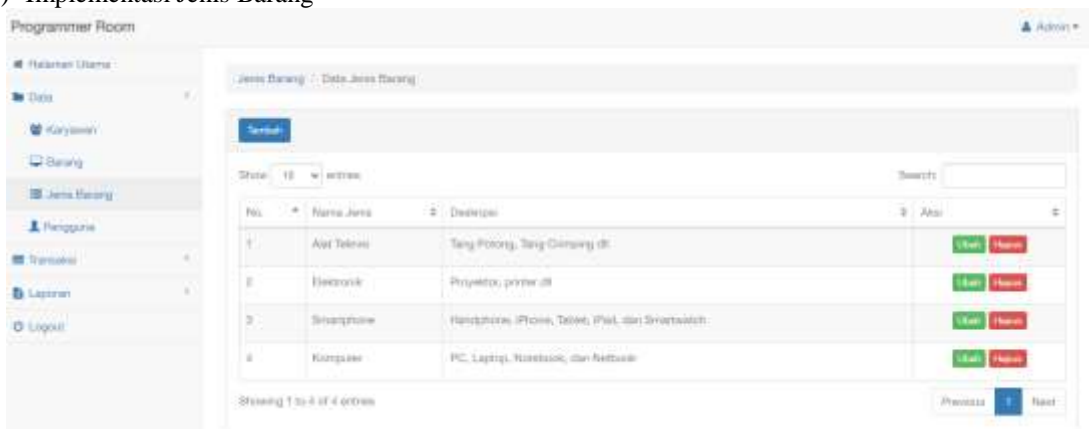 ) Implementasi Jenis Barang
Programmer Room
Admin
Halaman Utama
Jenis Barang / Data Jenis Barang
Data
Karyawan
Tambah
Barang
Show 10 entries
Search:
Jenis Barang
No. Nama Jenis Deskripsi Aksi
Pengguna
1 Alat Teknisi Tang Potong, Tang Crimping dll Ubah Hapus
Transaksi
2 Elektronik Proyektor, printer dll Ubah Hapus
Laporan
3 Smartphone Handphone, iPhone, Tablet, iPad, dan Smartwatch Ubah Hapus
Logout
4 Komputer PC, Laptop, Notebook, dan Netbook Ubah Hapus
Showing 1 to 4 of 4 entries
Previous 1 Next